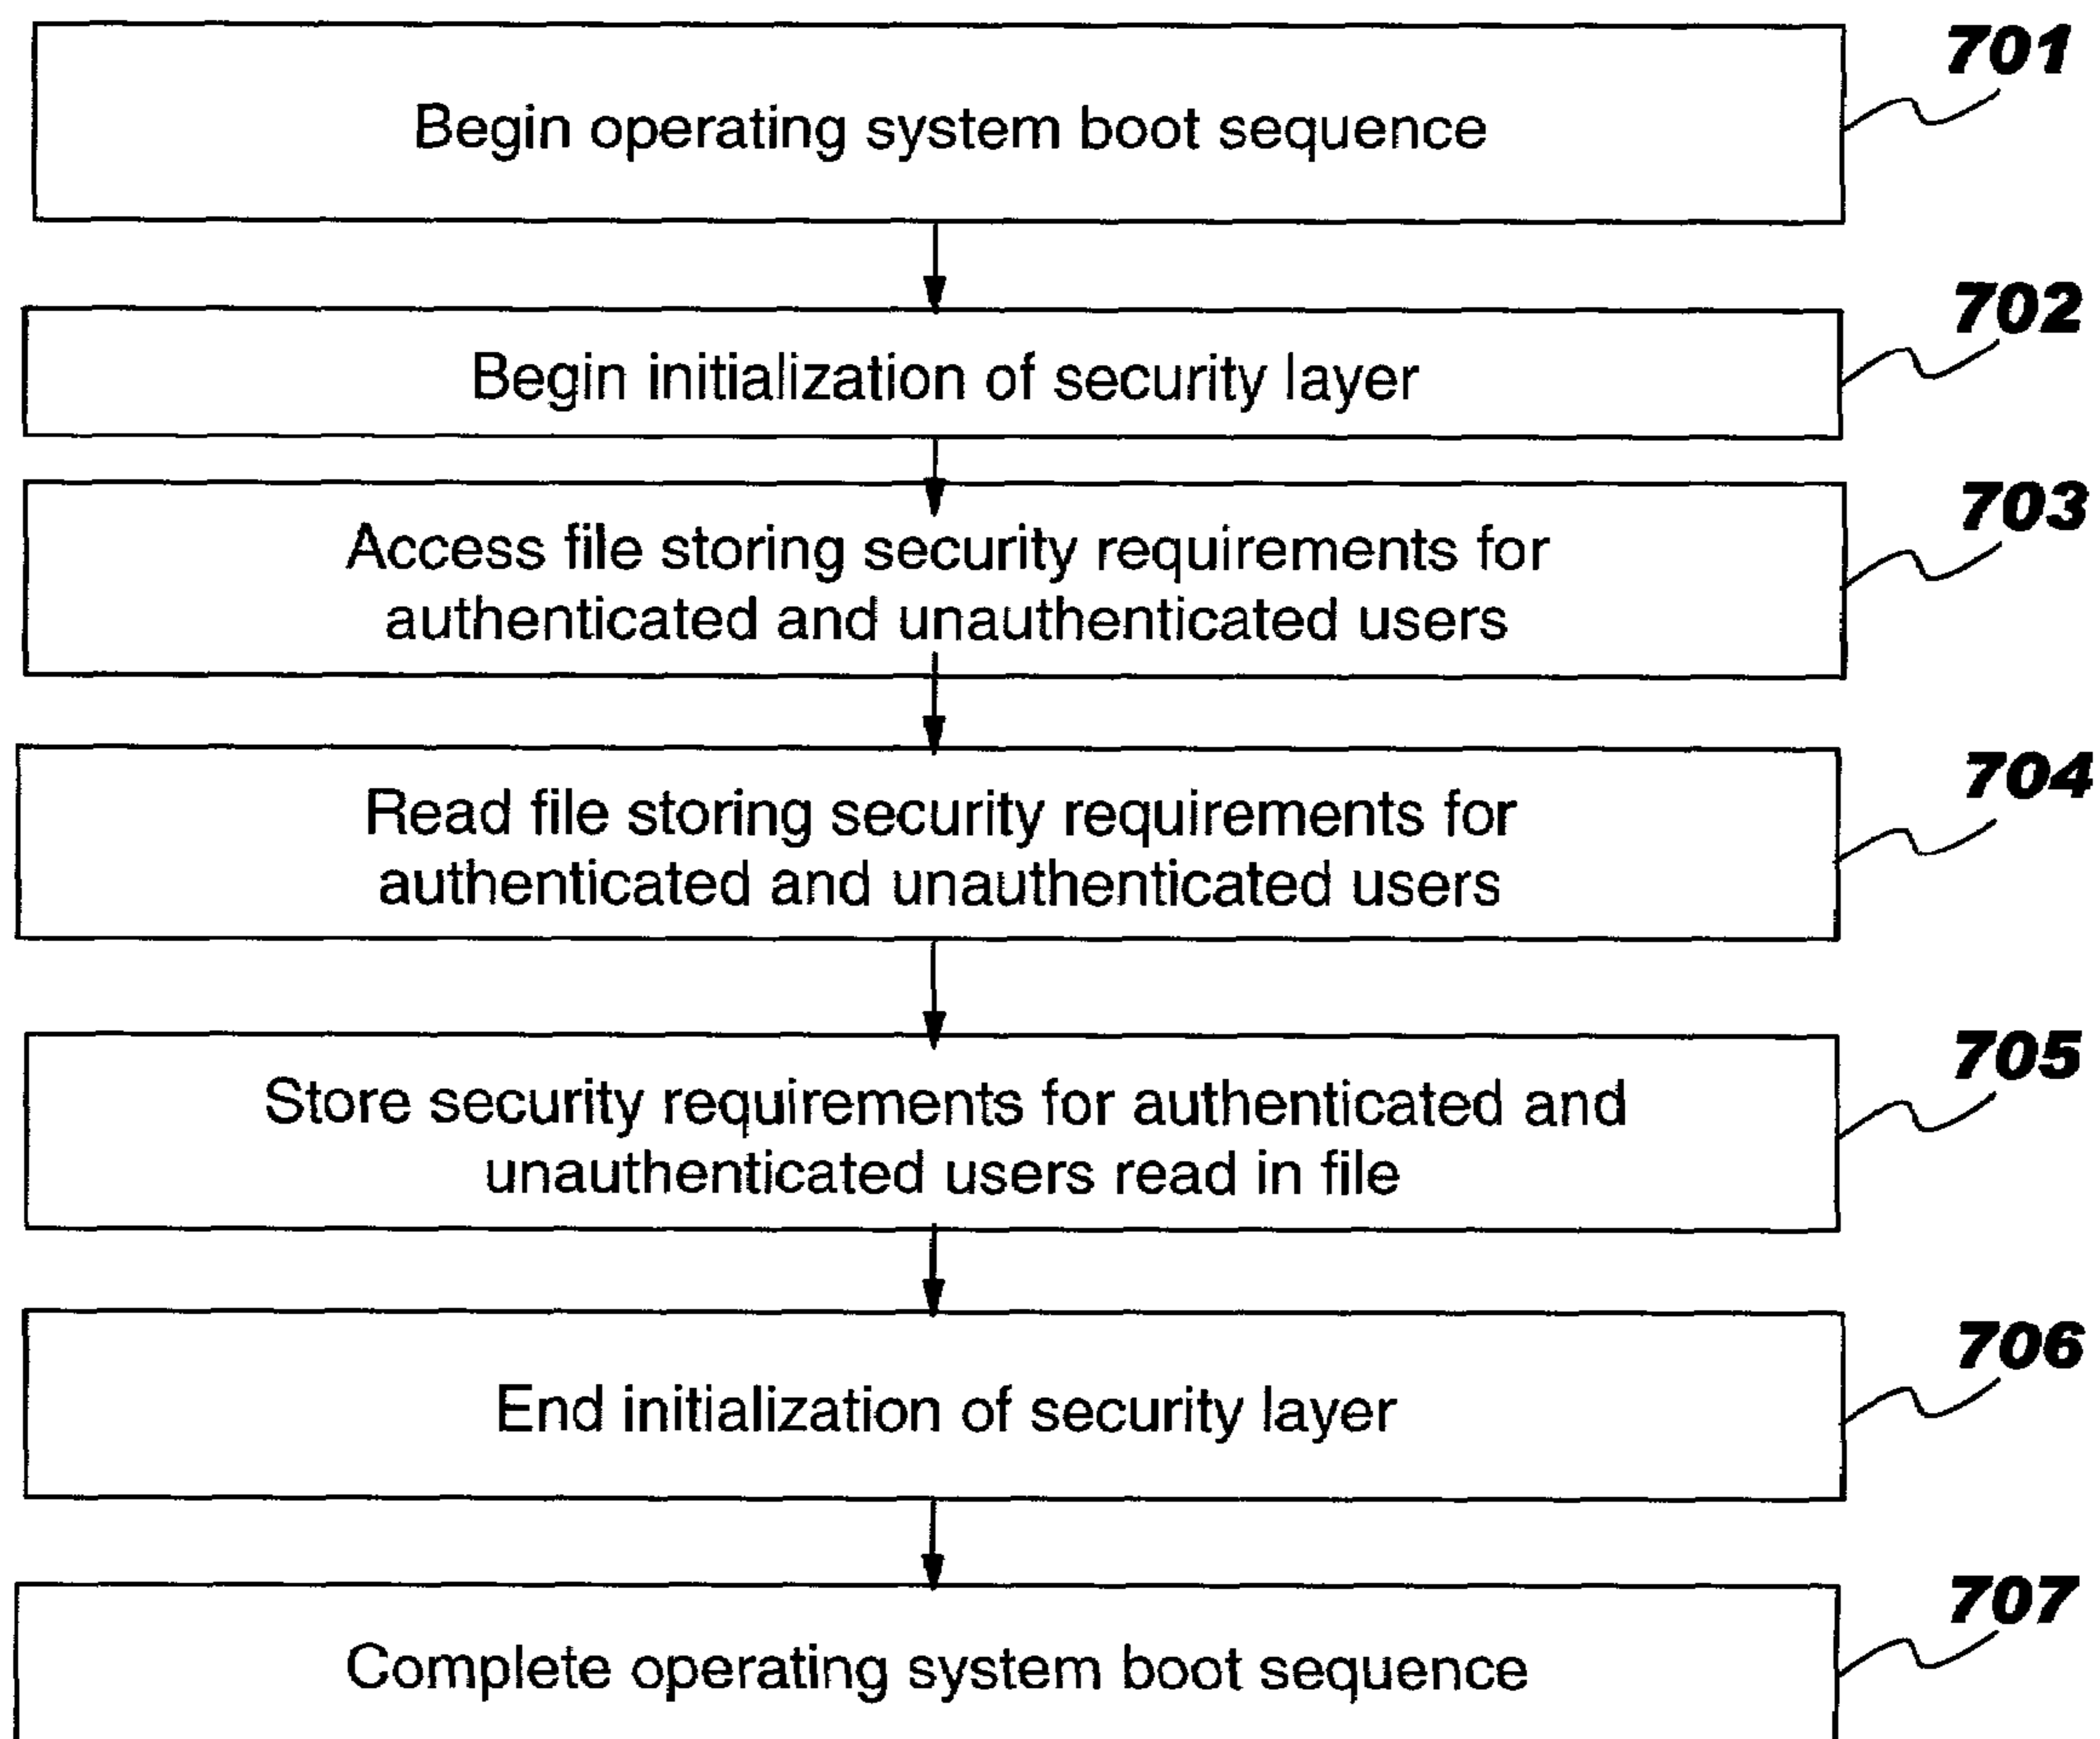 701
Begin operating system boot sequence
702
Begin initialization of security layer
703
Access file storing security requirements for
authenticated and unauthenticated users
704
Read file storing security requirements for
authenticated and unauthenticated users
705
Store security requirements for authenticated and
unauthenticated users read in file
706
End initialization of security layer
707
Complete operating system boot sequence